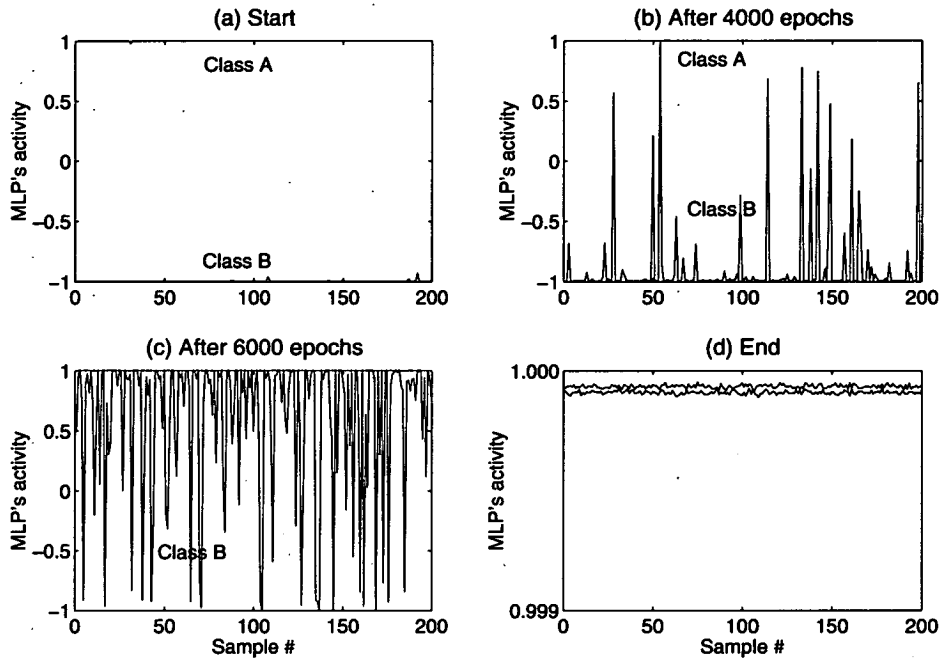 (a) Start
MLP's activity
1
0.5
0
−0.5
−1
Class A
Class B
0 50 100 150 200
(b) After 4000 epochs
MLP's activity
1
0.5
0
−0.5
−1
Class A
Class B
0 50 100 150 200
(c) After 6000 epochs
MLP's activity
1
0.5
0
−0.5
−1
Class B
0 50 100 150 200
Sample #
(d) End
MLP's activity
1.000
0.999
0 50 100 150 200
Sample #